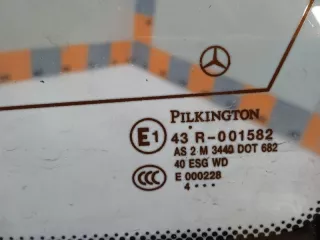 PILKINGTON
E1 43 R-001582
AS 2 M 3440 DOT 682
40 ESG WD
CCC E 000228
4 •••